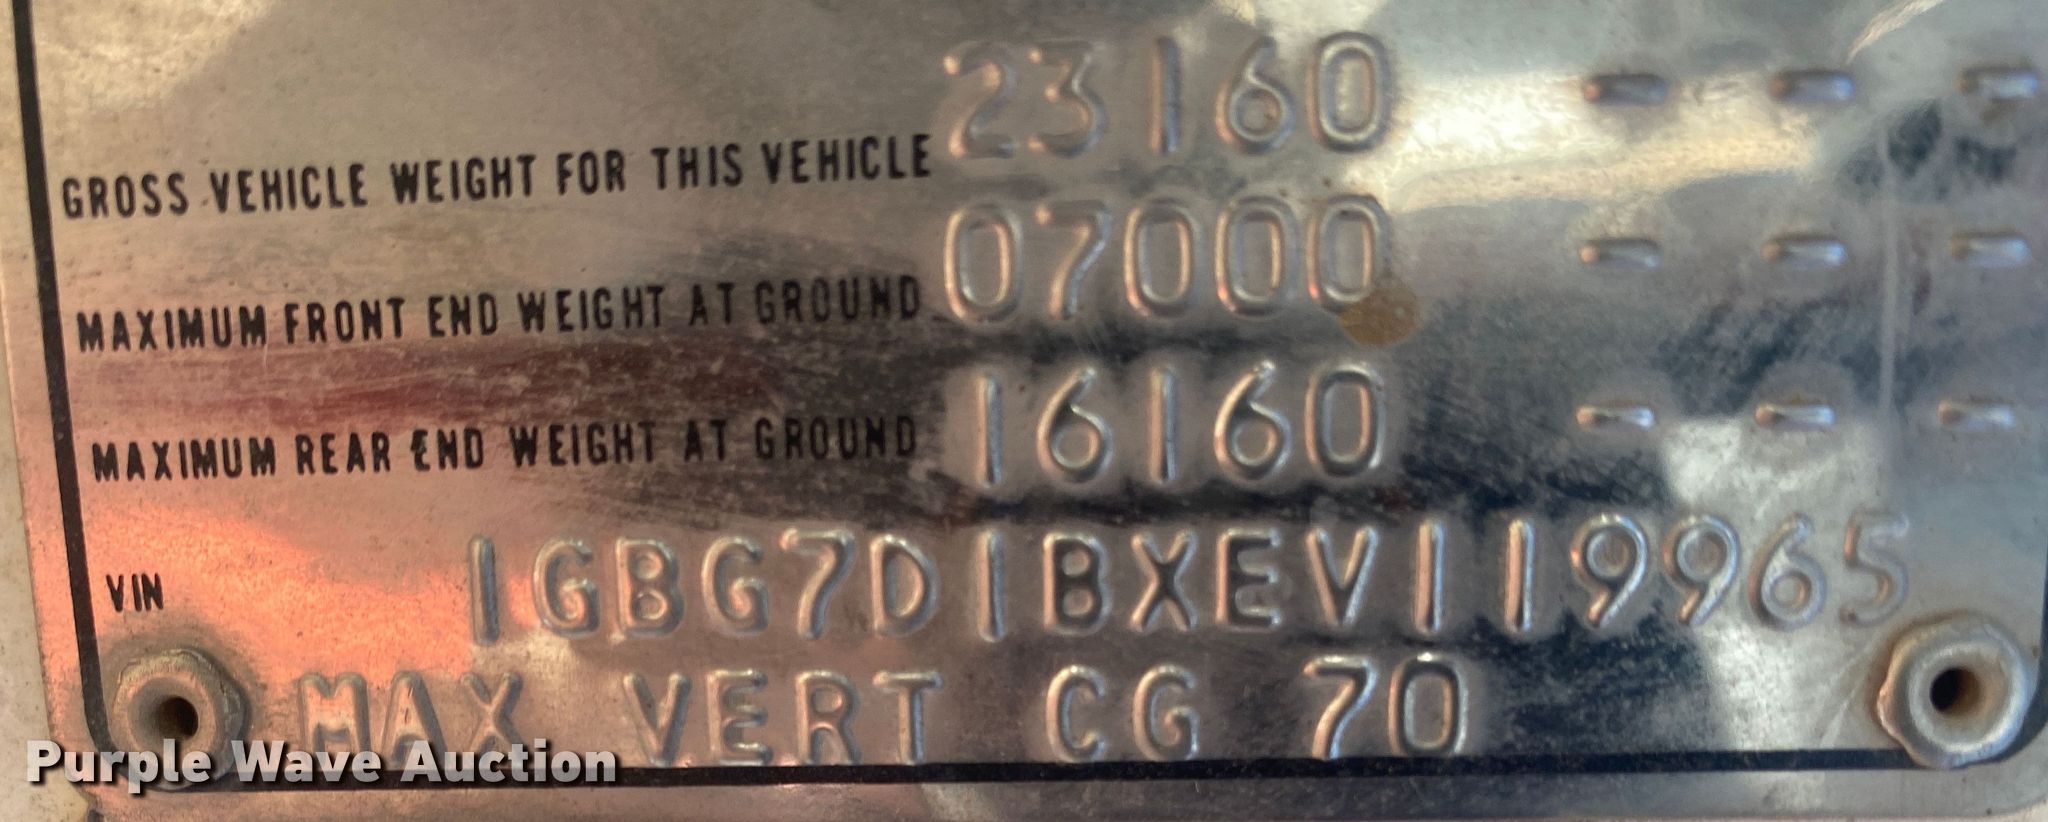 GROSS VEHICLE WEIGHT FOR THIS VEHICLE 23160 - - -
MAXIMUM FRONT END WEIGHT AT GROUND 07000 - - -
MAXIMUM REAR END WEIGHT AT GROUND 16160 - - -
VIN 1GBG7D1BXEV119965
MAX VERT CG 70
Purple Wave Auction